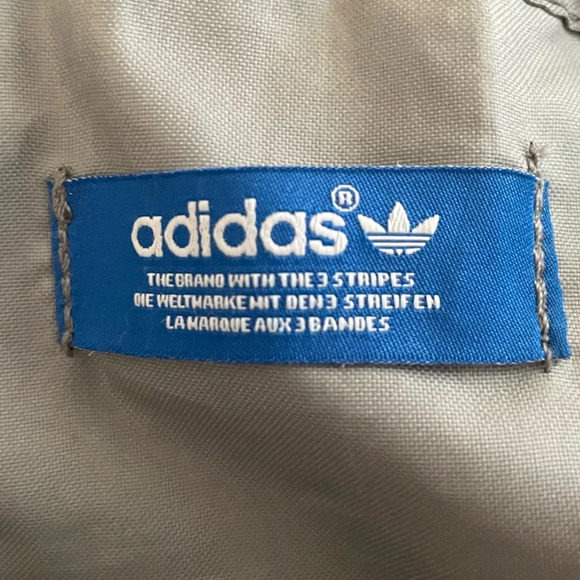 adidas®
THE BRAND WITH THE 3 STRIPES
DIE WELTMARKE MIT DEN 3 STREIFEN
LA MARQUE AUX 3 BANDES